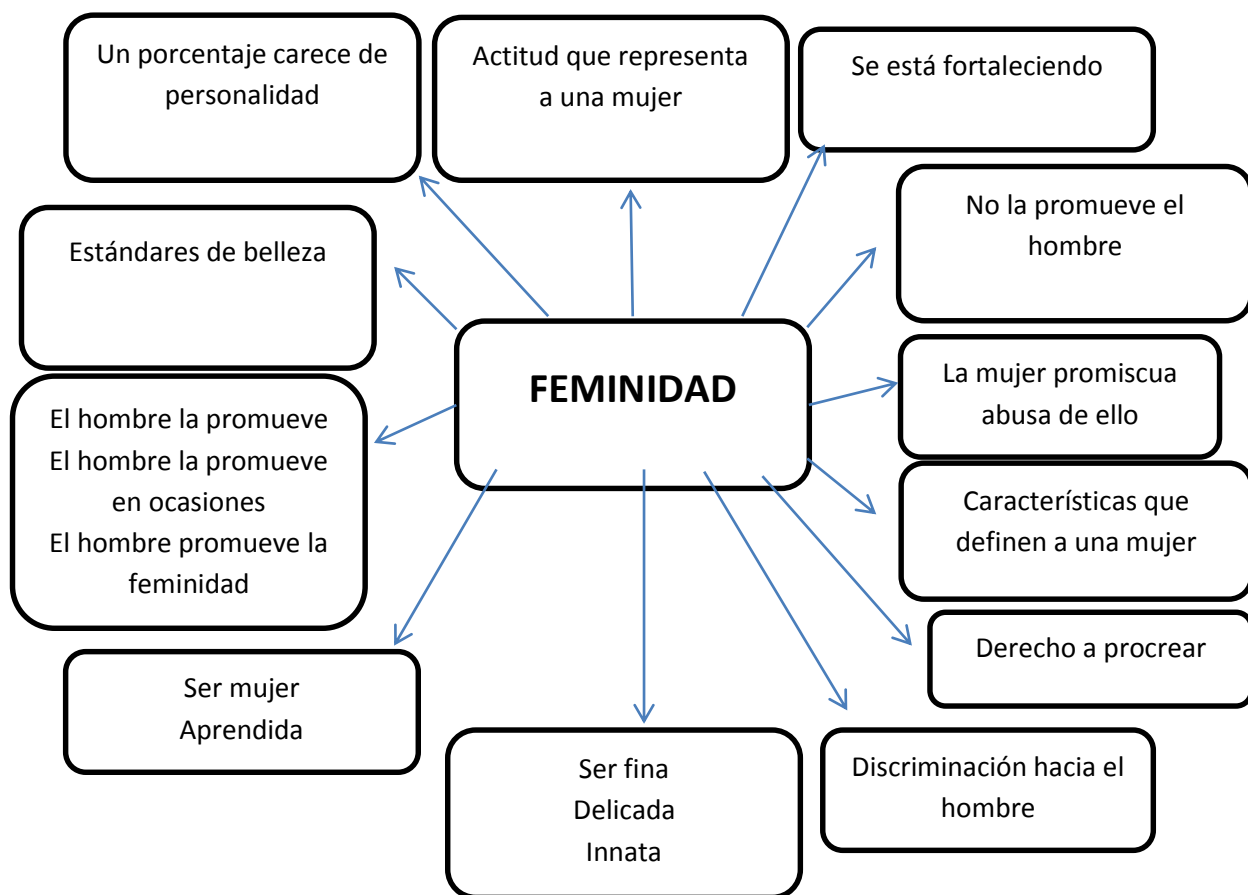 Un porcentaje carece de
personalidad
Actitud que representa
a una mujer
Se está fortaleciendo
No la promueve el
hombre
Estándares de belleza
FEMINIDAD
La mujer promiscua
abusa de ello
El hombre la promueve
El hombre la promueve
en ocasiones
El hombre promueve la
feminidad
Características que
definen a una mujer
Derecho a procrear
Ser mujer
Aprendida
Ser fina
Delicada
Innata
Discriminación hacia el
hombre